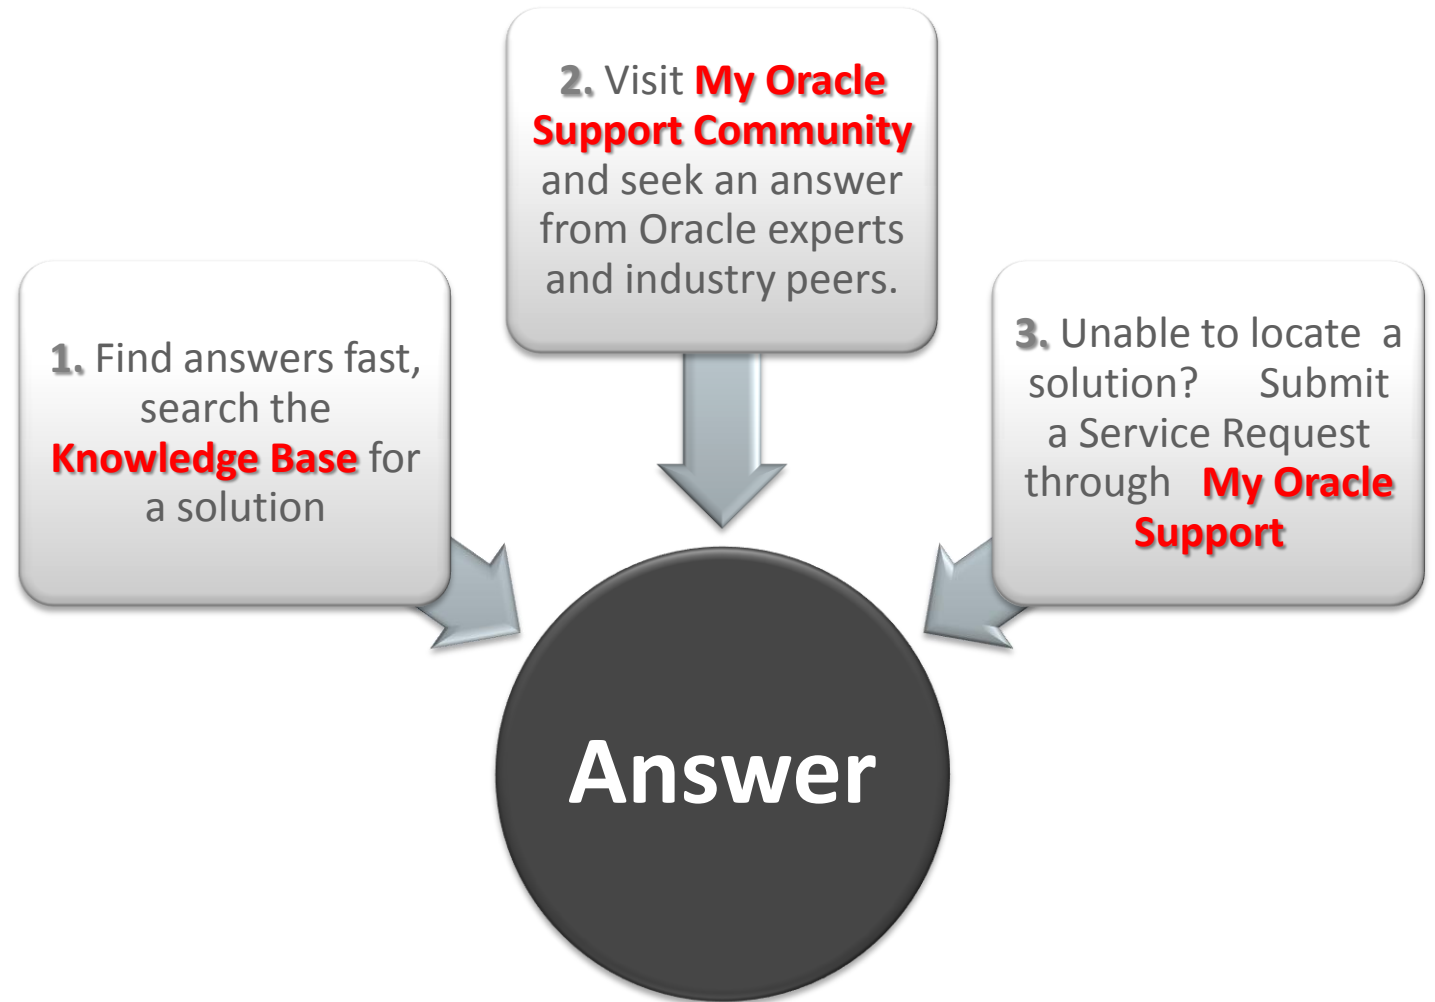 1. Find answers fast,
search the
Knowledge Base for
a solution
2. Visit My Oracle
Support Community
and seek an answer
from Oracle experts
and industry peers.
3. Unable to locate  a
solution?    Submit
a Service Request
through   My Oracle
Support
Answer